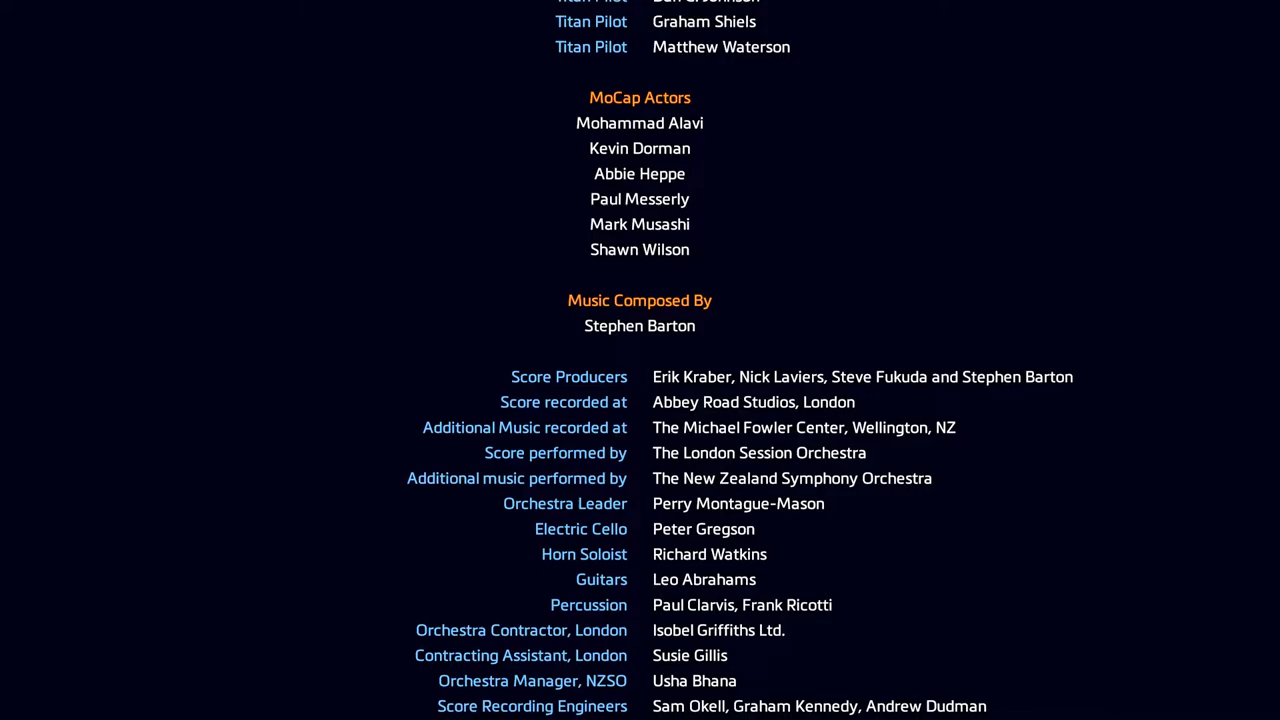 Titan Pilot
Titan Pilot Graham Shiels
Titan Pilot Matthew Waterson
MoCap Actors
Mohammad Alavi
Kevin Dorman
Abbie Heppe
Paul Messerly
Mark Musashi
Shawn Wilson
Music Composed By
Stephen Barton
Score Producers Erik Kraber, Nick Laviers, Steve Fukuda and Stephen Barton
Score recorded at Abbey Road Studios, London
Additional Music recorded at The Michael Fowler Center, Wellington, NZ
Score performed by The London Session Orchestra
Additional music performed by The New Zealand Symphony Orchestra
Orchestra Leader Perry Montague-Mason
Electric Cello Peter Gregson
Horn Soloist Richard Watkins
Guitars Leo Abrahams
Percussion Paul Clarvis, Frank Ricotti
Orchestra Contractor, London Isobel Griffiths Ltd.
Contracting Assistant, London Susie Gillis
Orchestra Manager, NZSO Usha Bhana
Score Recording Engineers Sam Okell, Graham Kennedy, Andrew Dudman